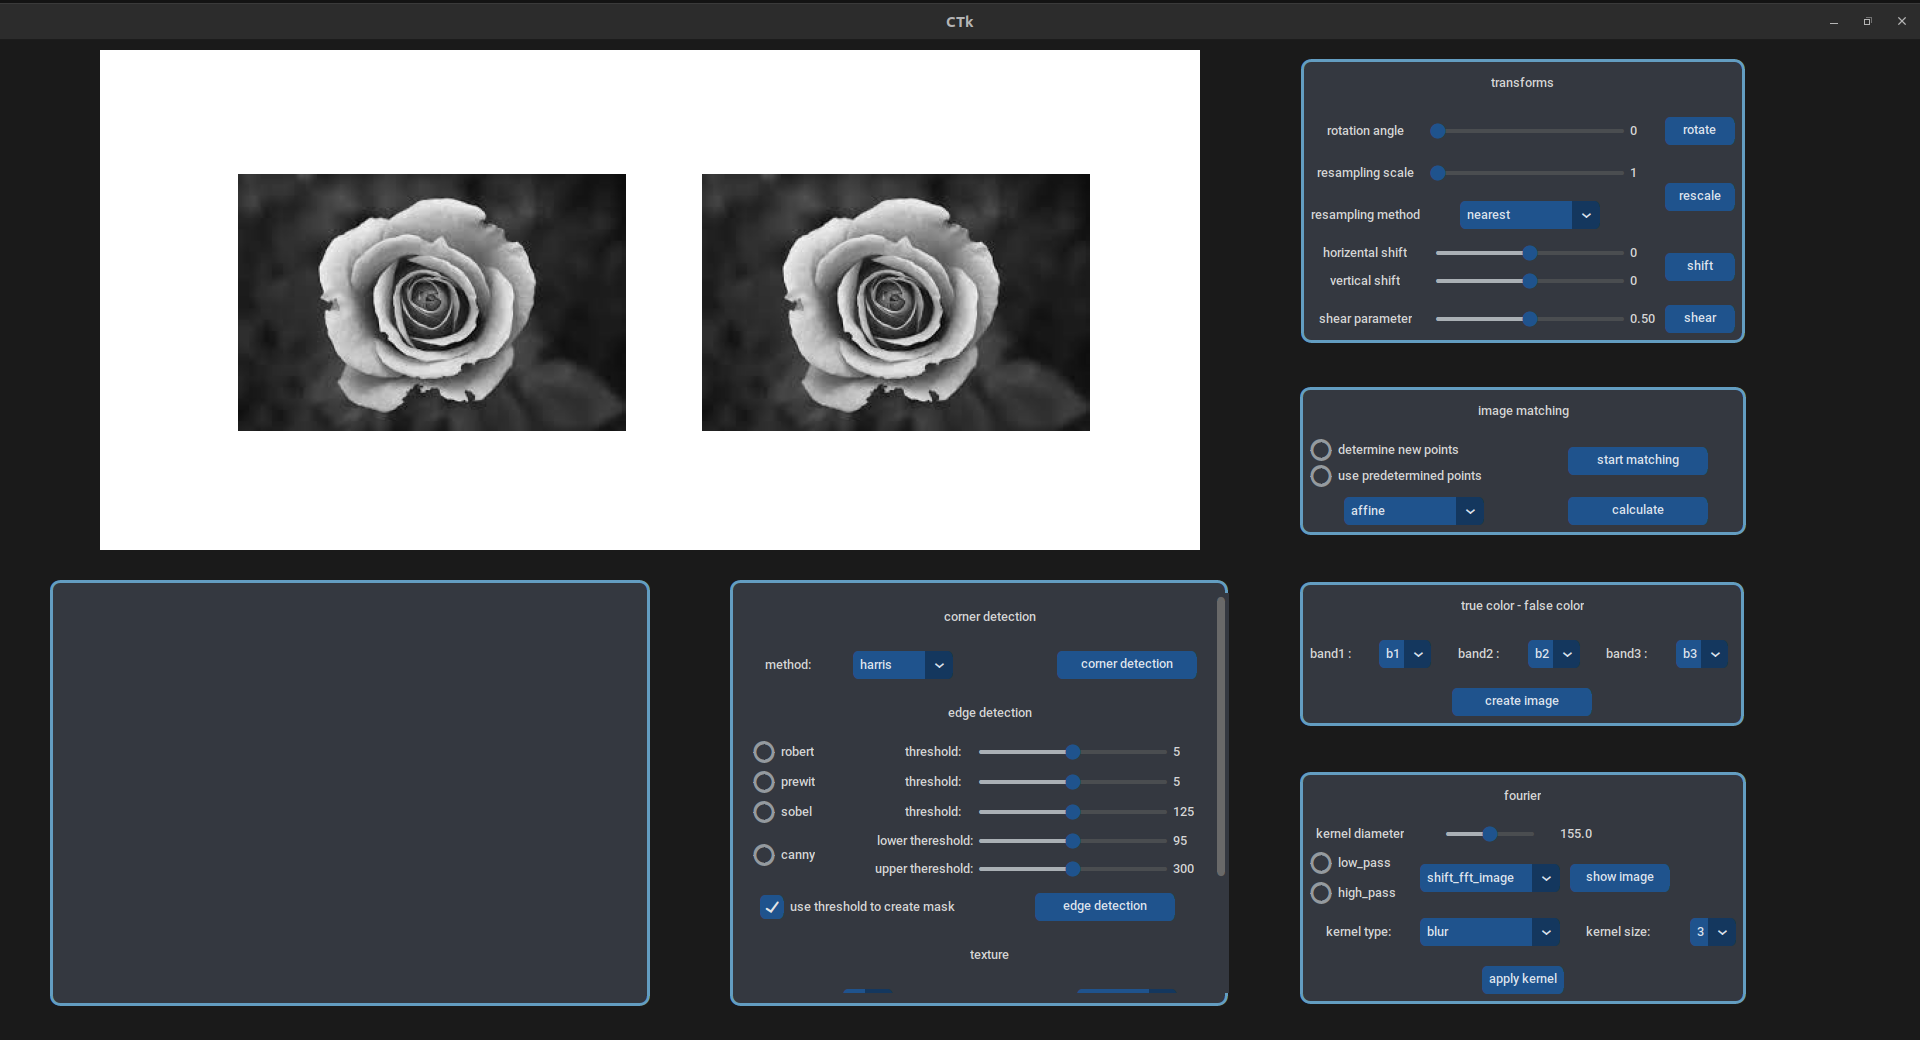 CTk
transforms
rotation angle 0 rotate
resampling scale 1
rescale
resampling method nearest
horizental shift 0
shift
vertical shift 0
shear parameter 0.50 shear
image matching
determine new points
start matching
use predetermined points
affine calculate
corner detection
method: harris corner detection
edge detection
robert threshold: 5
prewit threshold: 5
sobel threshold: 125
lower thereshold: 95
canny
upper thereshold: 300
use threshold to create mask edge detection
texture
true color - false color
band1 : b1 band2 : b2 band3 : b3
create image
fourier
kernel diameter 155.0
low_pass
shift_fft_image show image
high_pass
kernel type: blur kernel size: 3
apply kernel